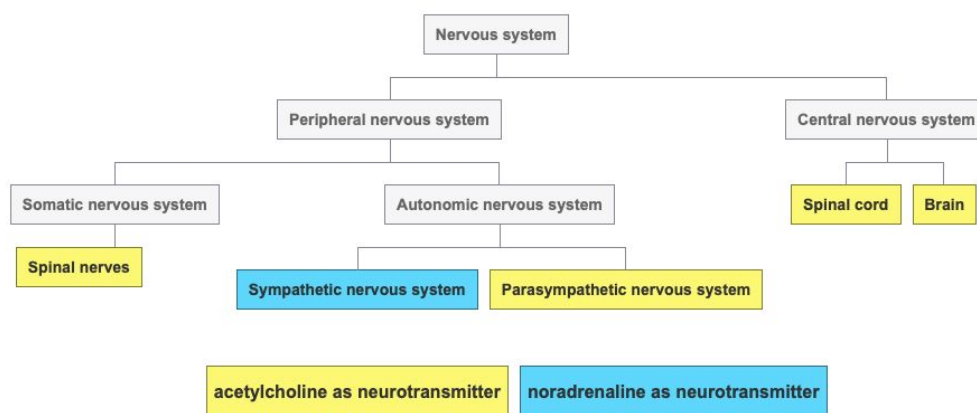 Nervous system
Peripheral nervous system
Central nervous system
Somatic nervous system
Autonomic nervous system
Spinal cord
Brain
Spinal nerves
Sympathetic nervous system
Parasympathetic nervous system
acetylcholine as neurotransmitter
noradrenaline as neurotransmitter